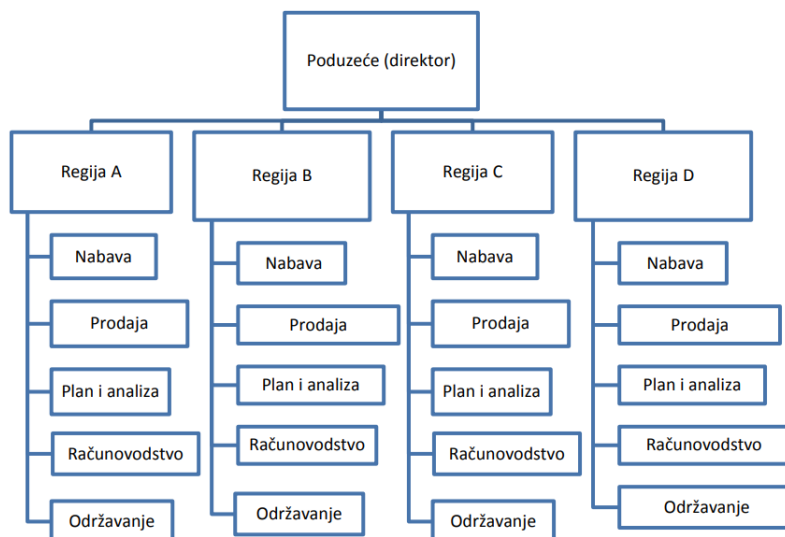 Poduzeće (direktor)
Regija A
Nabava
Prodaja
Plan i analiza
Računovodstvo
Održavanje
Regija B
Nabava
Prodaja
Plan i analiza
Računovodstvo
Održavanje
Regija C
Nabava
Prodaja
Plan i analiza
Računovodstvo
Održavanje
Regija D
Nabava
Prodaja
Plan i analiza
Računovodstvo
Održavanje